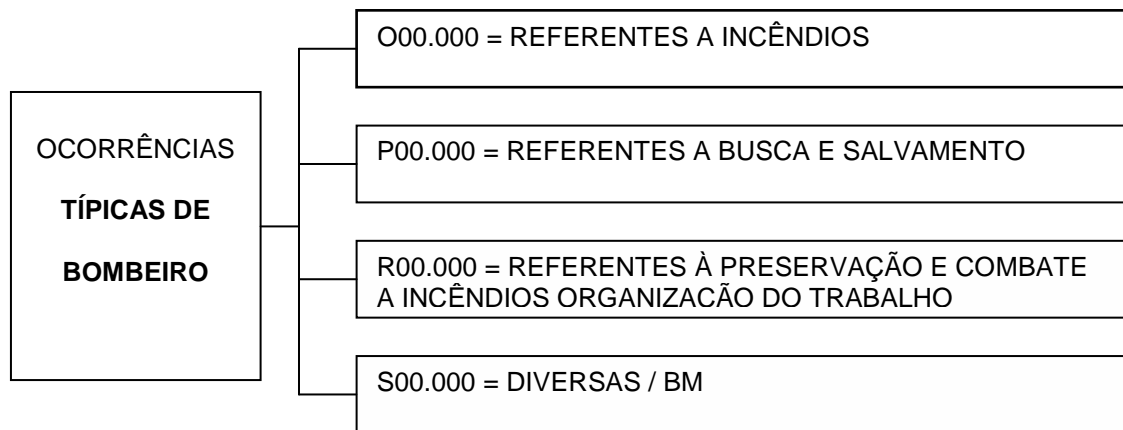 OCORRÊNCIAS
TÍPICAS DE
BOMBEIRO
O00.000 = REFERENTES A INCÊNDIOS
P00.000 = REFERENTES A BUSCA E SALVAMENTO
R00.000 = REFERENTES À PRESERVAÇÃO E COMBATE
A INCÊNDIOS ORGANIZACÃO DO TRABALHO
S00.000 = DIVERSAS / BM